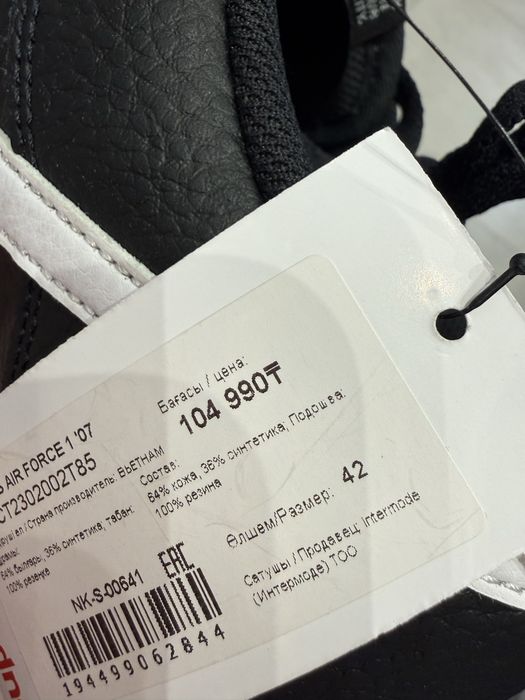 AIR FORCE 1 '07
CT2302002T85
Страна производитель: ВЬЕТНАМ
64% былғары, 36% синтетика, табан:
100% резеңке
Бағасы / цена:
104 990₸
Состав:
64% кожа, 36% синтетика, Подошва:
100% резина
Өлшем/Размер: 42
Сатушы / Продавец: Intermode
(Интермоде) ТОО
NK-S-00641
EAC
194499062844